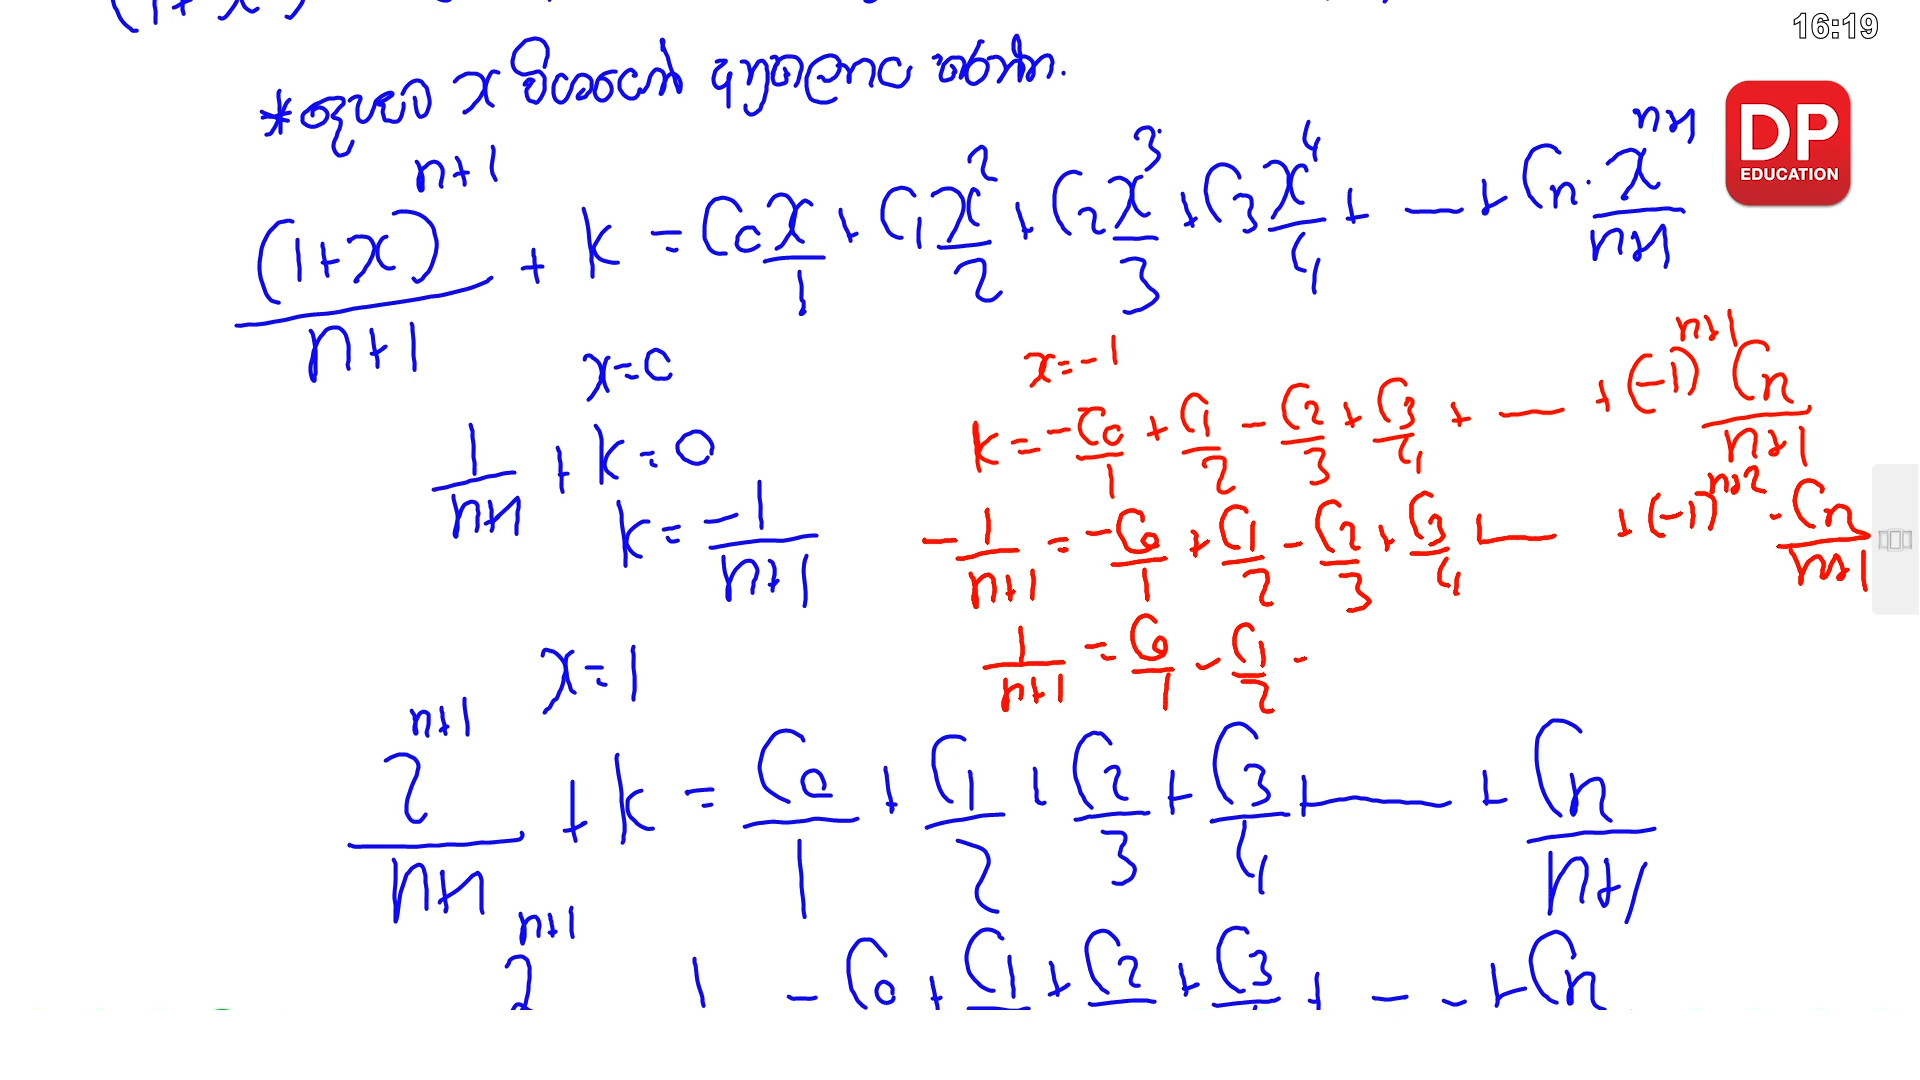 16:19
DP
EDUCATION
* දෙපසම x විෂයෙන් අනුකලනය කරන්න.
(1+x)^{n+1}/(n+1) + k = C0 x/1 + C1 x^2/2 + C2 x^3/3 + C3 x^4/4 + — + Cn . x^{n+1}/(n+1)
x=0
1/(n+1) + k = 0
k = -1/(n+1)
x=-1
k = -C0/1 + C1/2 - C2/3 + C3/4 + — + (-1)^{n+1} Cn/(n+1)
-1/(n+1) = -C0/1 + C1/2 - C2/3 + C3/4 + — + (-1)^{n+2} . Cn/(n+1)
1/(n+1) = C0/1 - C1/2 -
x=1
2^{n+1}/(n+1) + k = C0/1 + C1/2 + C2/3 + C3/4 + — + Cn/(n+1)
2^{n+1} 1 - C0 + C1 + C2 + C3 + - - + Cn